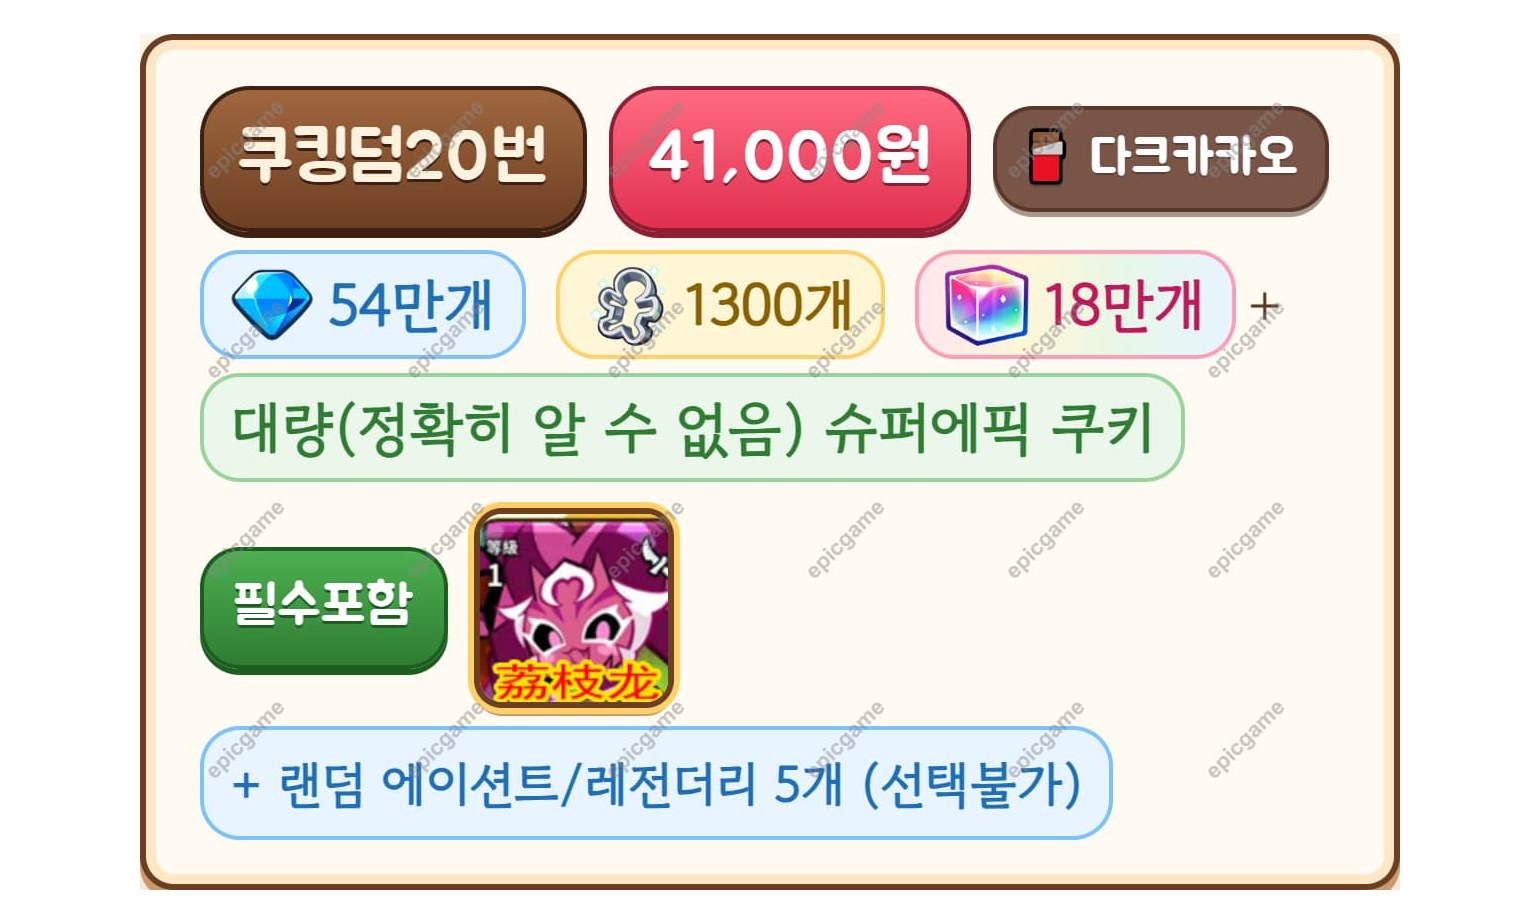 쿠킹덤20번 41,000원 다크카카오
54만개 1300개 18만개 +
대량(정확히 알 수 없음) 슈퍼에픽 쿠키
等級
1
필수포함
荔枝龙
+ 랜덤 에이션트/레전더리 5개 (선택불가)
epicgame